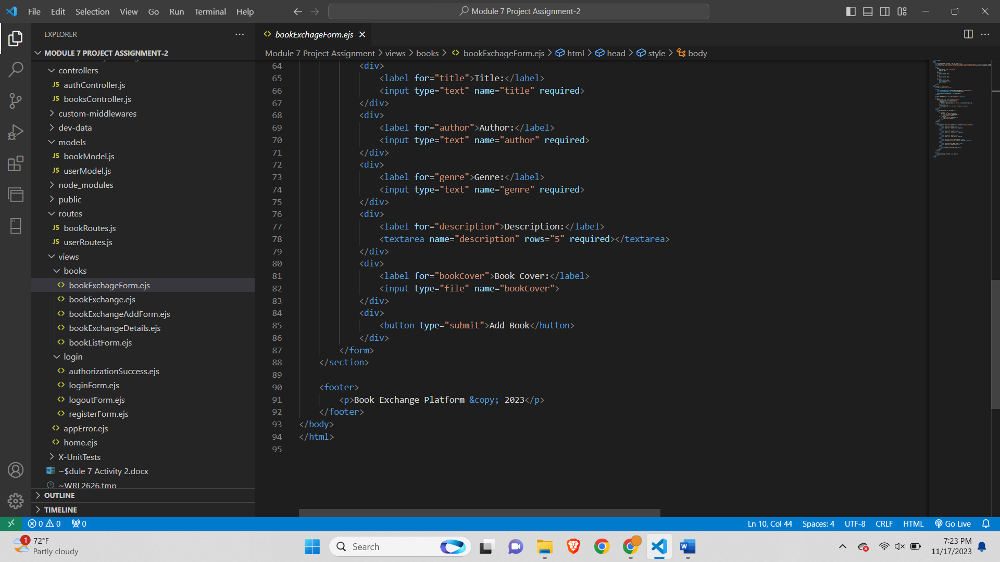 File Edit Selection View Go Run Terminal Help
Module 7 Project Assignment-2
EXPLORER
MODULE 7 PROJECT ASSIGNMENT-2
controllers
JS authController.js
JS booksController.js
custom-middlewares
dev-data
models
JS bookModel.js
JS userModel.js
node_modules
public
routes
JS bookRoutes.js
JS userRoutes.js
views
books
<> bookExchageForm.ejs
<> bookExchange.ejs
<> bookExchangeAddForm.ejs
<> bookExchangeDetails.ejs
<> bookListForm.ejs
login
<> authorizationSuccess.ejs
<> loginForm.ejs
<> logoutForm.ejs
<> registerForm.ejs
<> appError.ejs
<> home.ejs
X-UnitTests
~$dule 7 Activity 2.docx
~WRL2626.tmp
OUTLINE
TIMELINE
<> bookExchageForm.ejs
Module 7 Project Assignment > views > books > <> bookExchageForm.ejs > html > head > style > body
64 <div>
65 <label for="title">Title:</label>
66 <input type="text" name="title" required>
67 </div>
68 <div>
69 <label for="author">Author:</label>
70 <input type="text" name="author" required>
71 </div>
72 <div>
73 <label for="genre">Genre:</label>
74 <input type="text" name="genre" required>
75 </div>
76 <div>
77 <label for="description">Description:</label>
78 <textarea name="description" rows="5" required></textarea>
79 </div>
80 <div>
81 <label for="bookCover">Book Cover:</label>
82 <input type="file" name="bookCover">
83 </div>
84 <div>
85 <button type="submit">Add Book</button>
86 </div>
87 </form>
88 </section>
89
90 <footer>
91 <p>Book Exchange Platform &copy; 2023</p>
92 </footer>
93 </body>
94 </html>
95
0 0 0
Ln 10, Col 44 Spaces: 4 UTF-8 CRLF HTML Go Live
1
72°F
Partly cloudy
Search
7:23 PM
11/17/2023